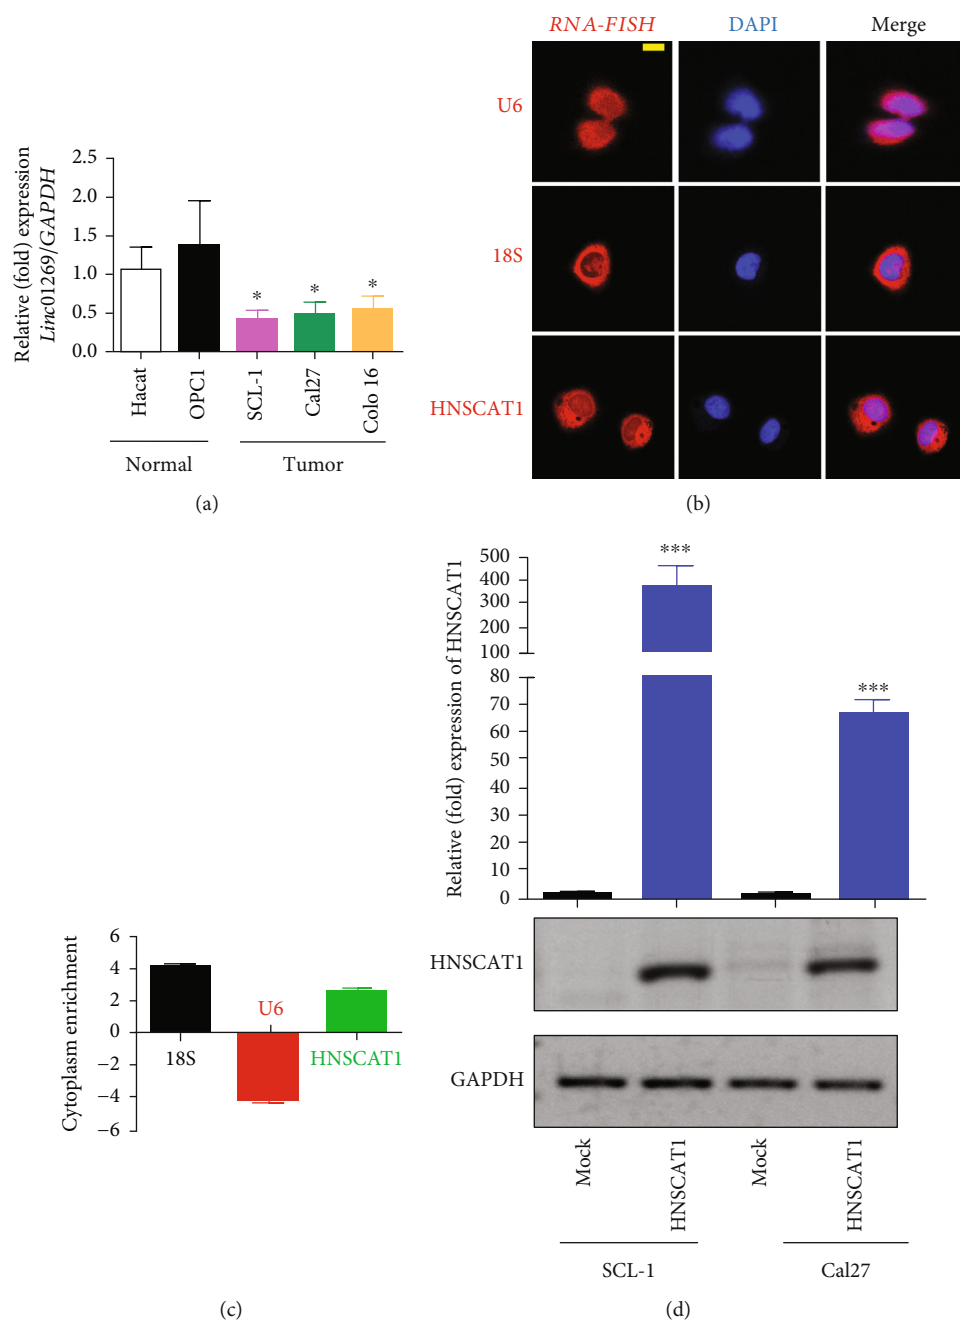 Relative (fold) expression
Linc01269/GAPDH
2.5
2.0
1.5
1.0
0.5
0.0
*
*
*
Hacat
OPC1
SCL-1
Cal27
Colo 16
Normal
Tumor
(a)
RNA-FISH
DAPI
Merge
U6
18S
HNSCAT1
(b)
Cytoplasm enrichment
6
4
2
0
−2
−4
−6
18S
U6
HNSCAT1
(c)
Relative (fold) expression of HNSCAT1
500
400
300
200
100
80
70
60
50
40
30
20
10
0
***
***
HNSCAT1
GAPDH
Mock
HNSCAT1
Mock
HNSCAT1
SCL-1
Cal27
(d)